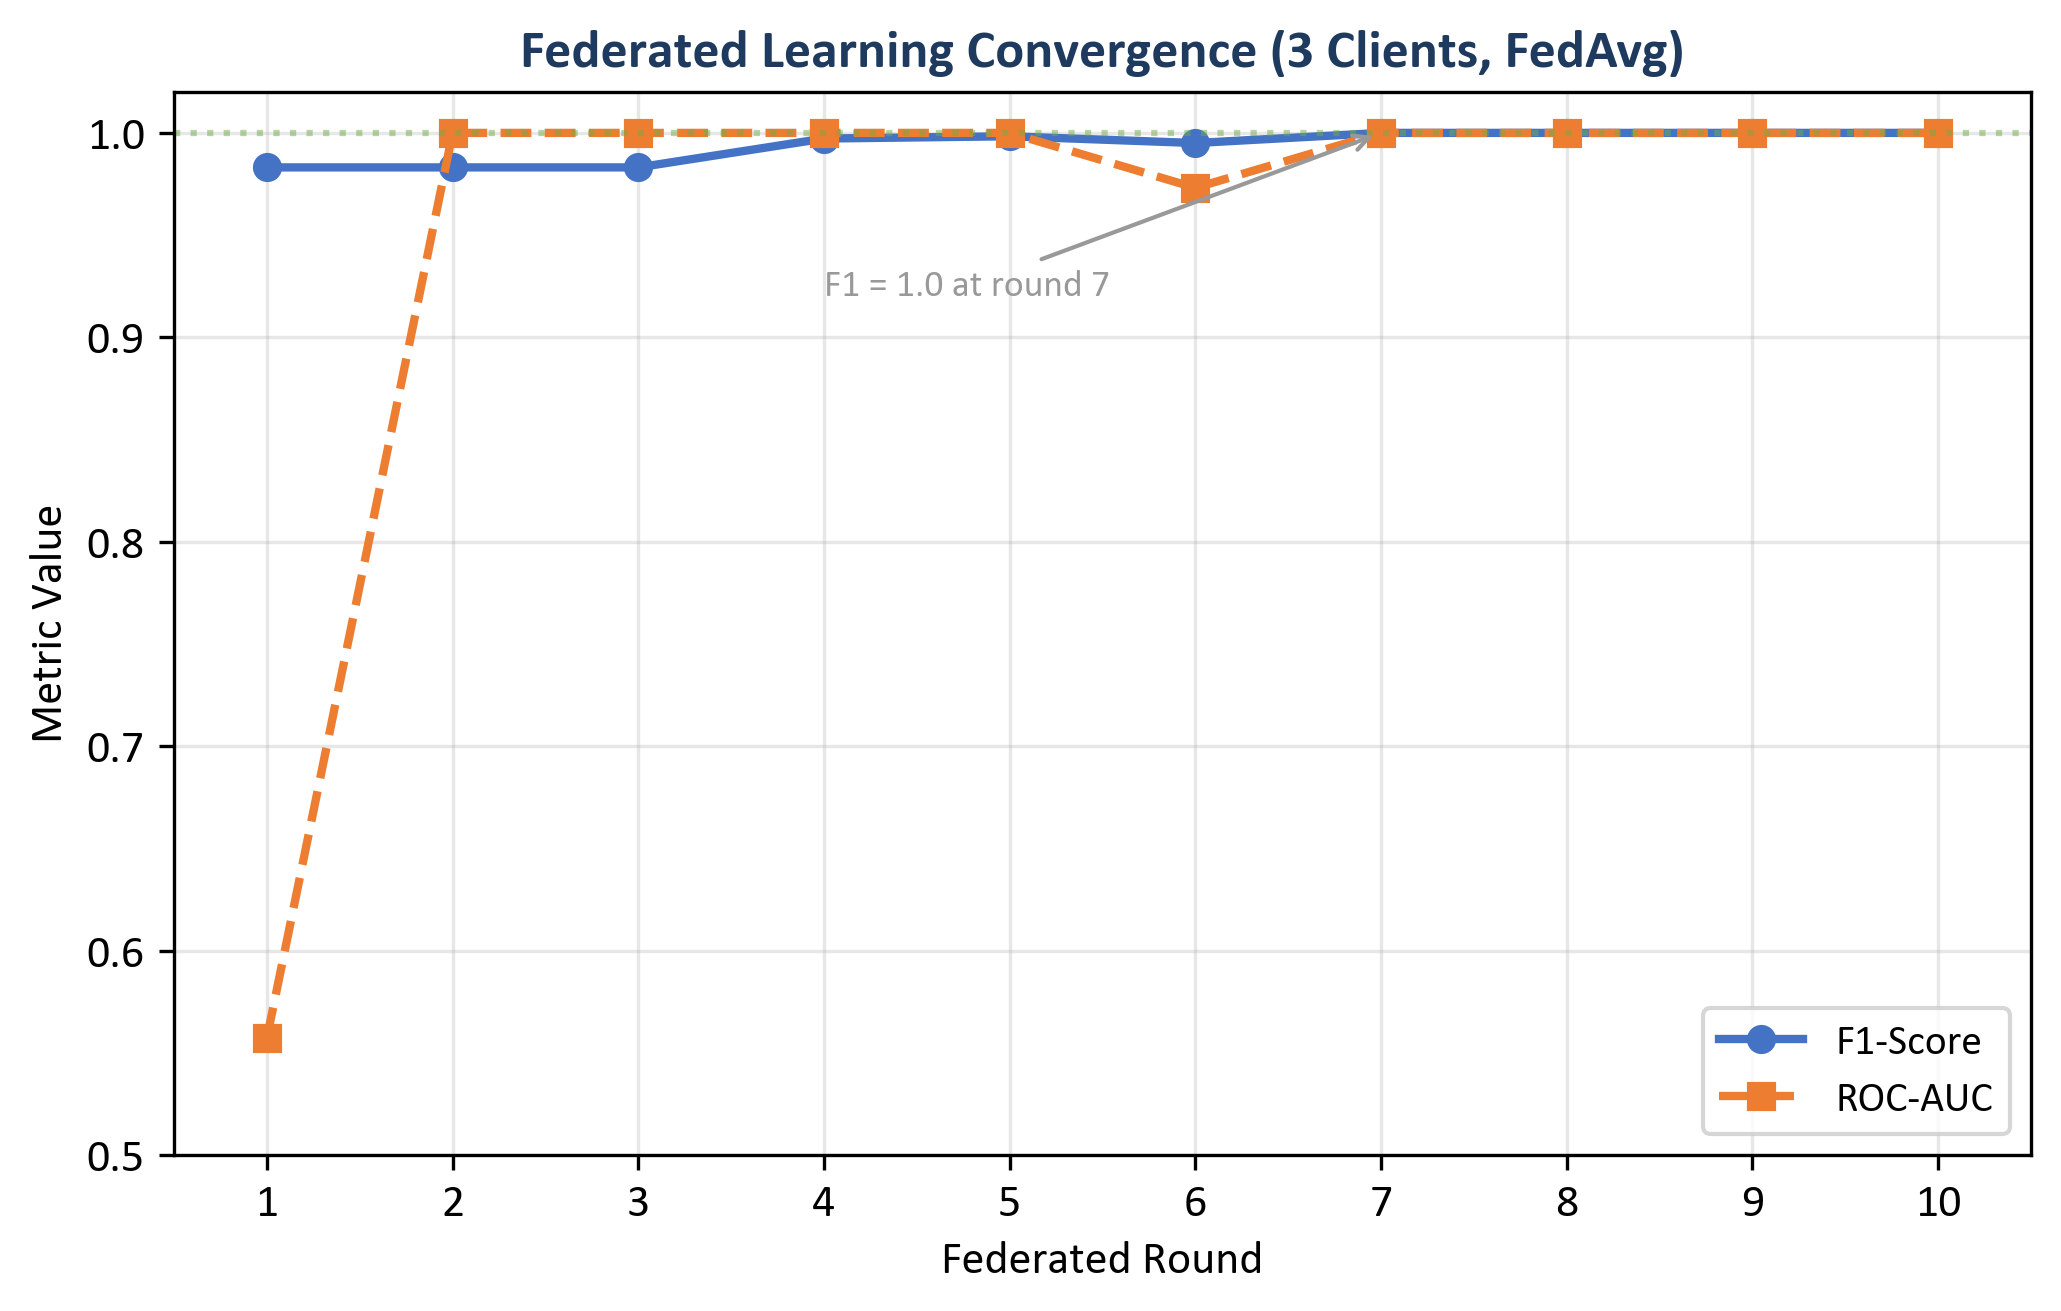 Federated Learning Convergence (3 Clients, FedAvg)
1.0
0.9
0.8
0.7
0.6
0.5
Metric Value
F1 = 1.0 at round 7
F1-Score
ROC-AUC
1 2 3 4 5 6 7 8 9 10
Federated Round